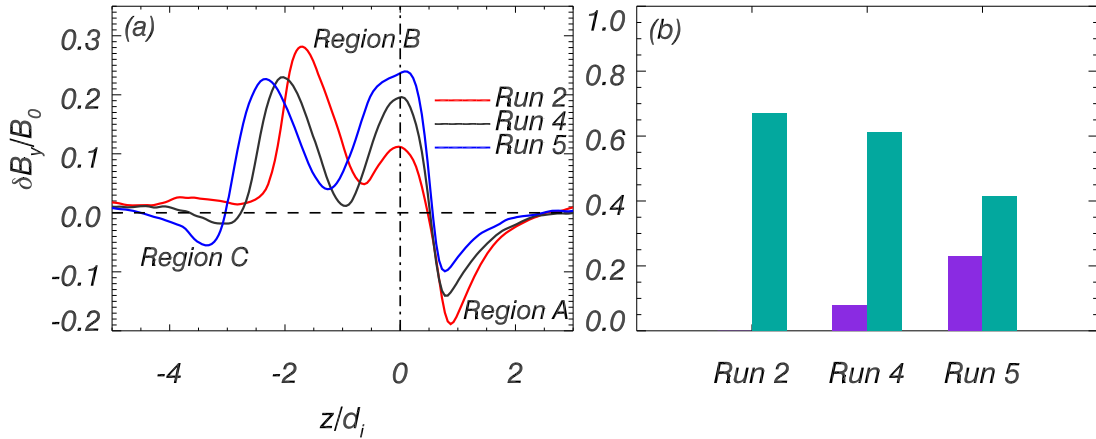 (a)
Region B
Run 2
Run 4
Run 5
Region C
Region A
0.3
0.2
0.1
0.0
-0.1
-0.2
δB_y/B_0
-4 -2 0 2
z/d_i
(b)
1.0
0.8
0.6
0.4
0.2
0.0
Run 2 Run 4 Run 5